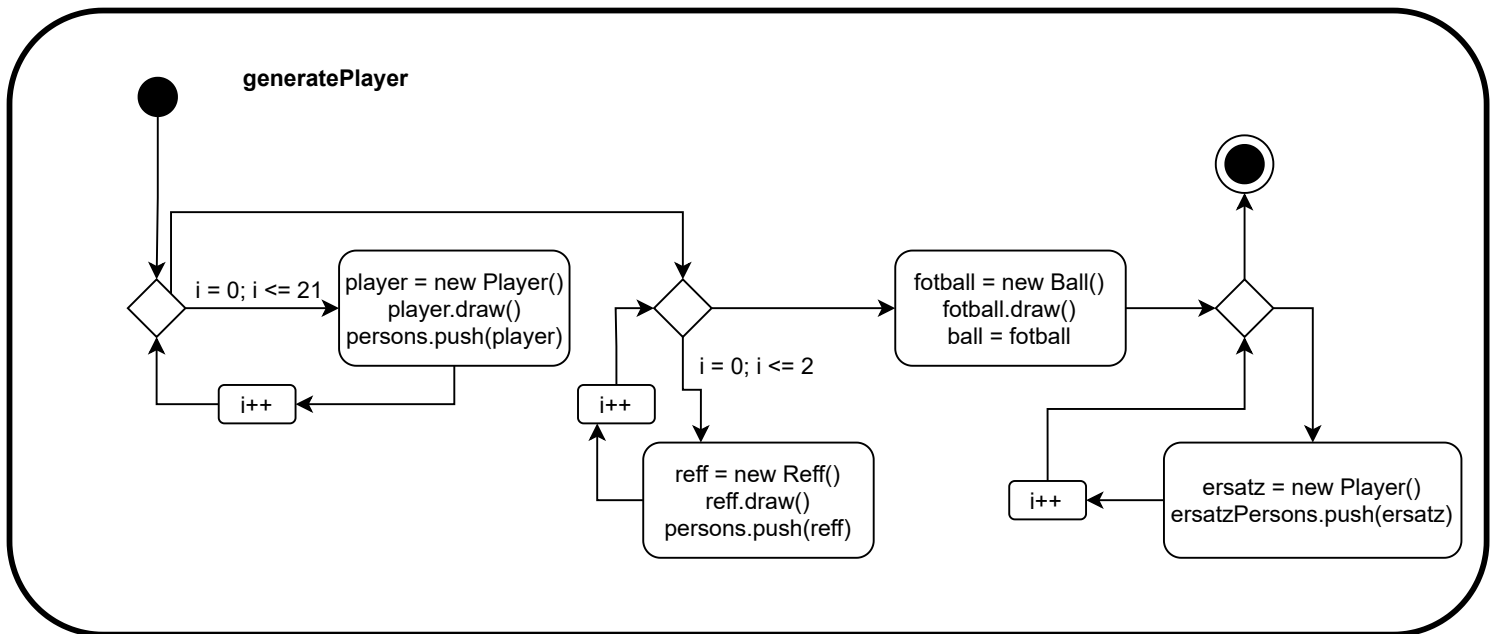 generatePlayer
i = 0; i <= 21
player = new Player()
player.draw()
persons.push(player)
i++
i = 0; i <= 2
i++
reff = new Reff()
reff.draw()
persons.push(reff)
fotball = new Ball()
fotball.draw()
ball = fotball
i++
ersatz = new Player()
ersatzPersons.push(ersatz)